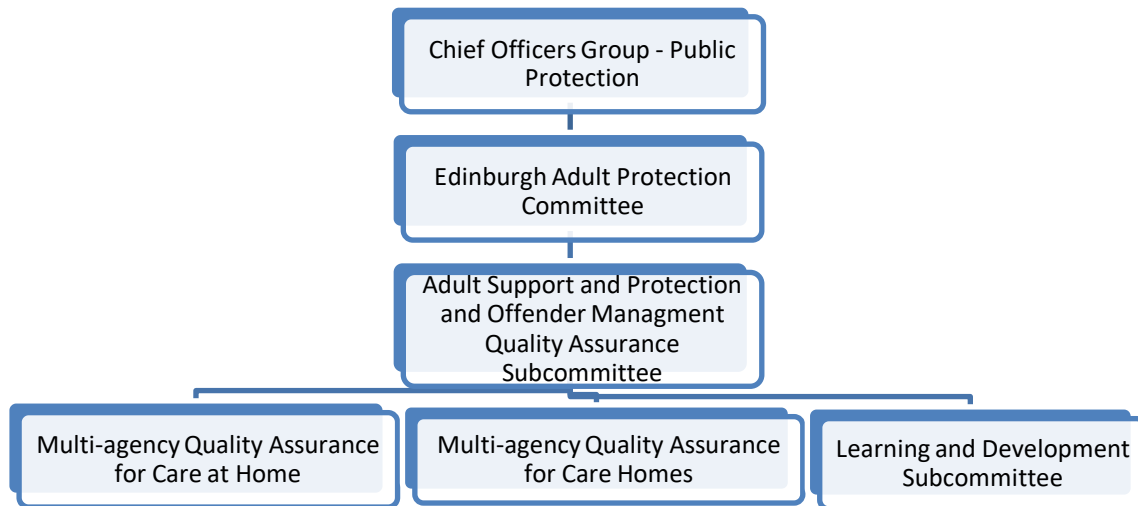 Chief Officers Group - Public
Protection
Edinburgh Adult Protection
Committee
Adult Support and Protection
and Offender Managment
Quality Assurance
Subcommittee
Multi-agency Quality Assurance
for Care at Home
Multi-agency Quality Assurance
for Care Homes
Learning and Development
Subcommittee